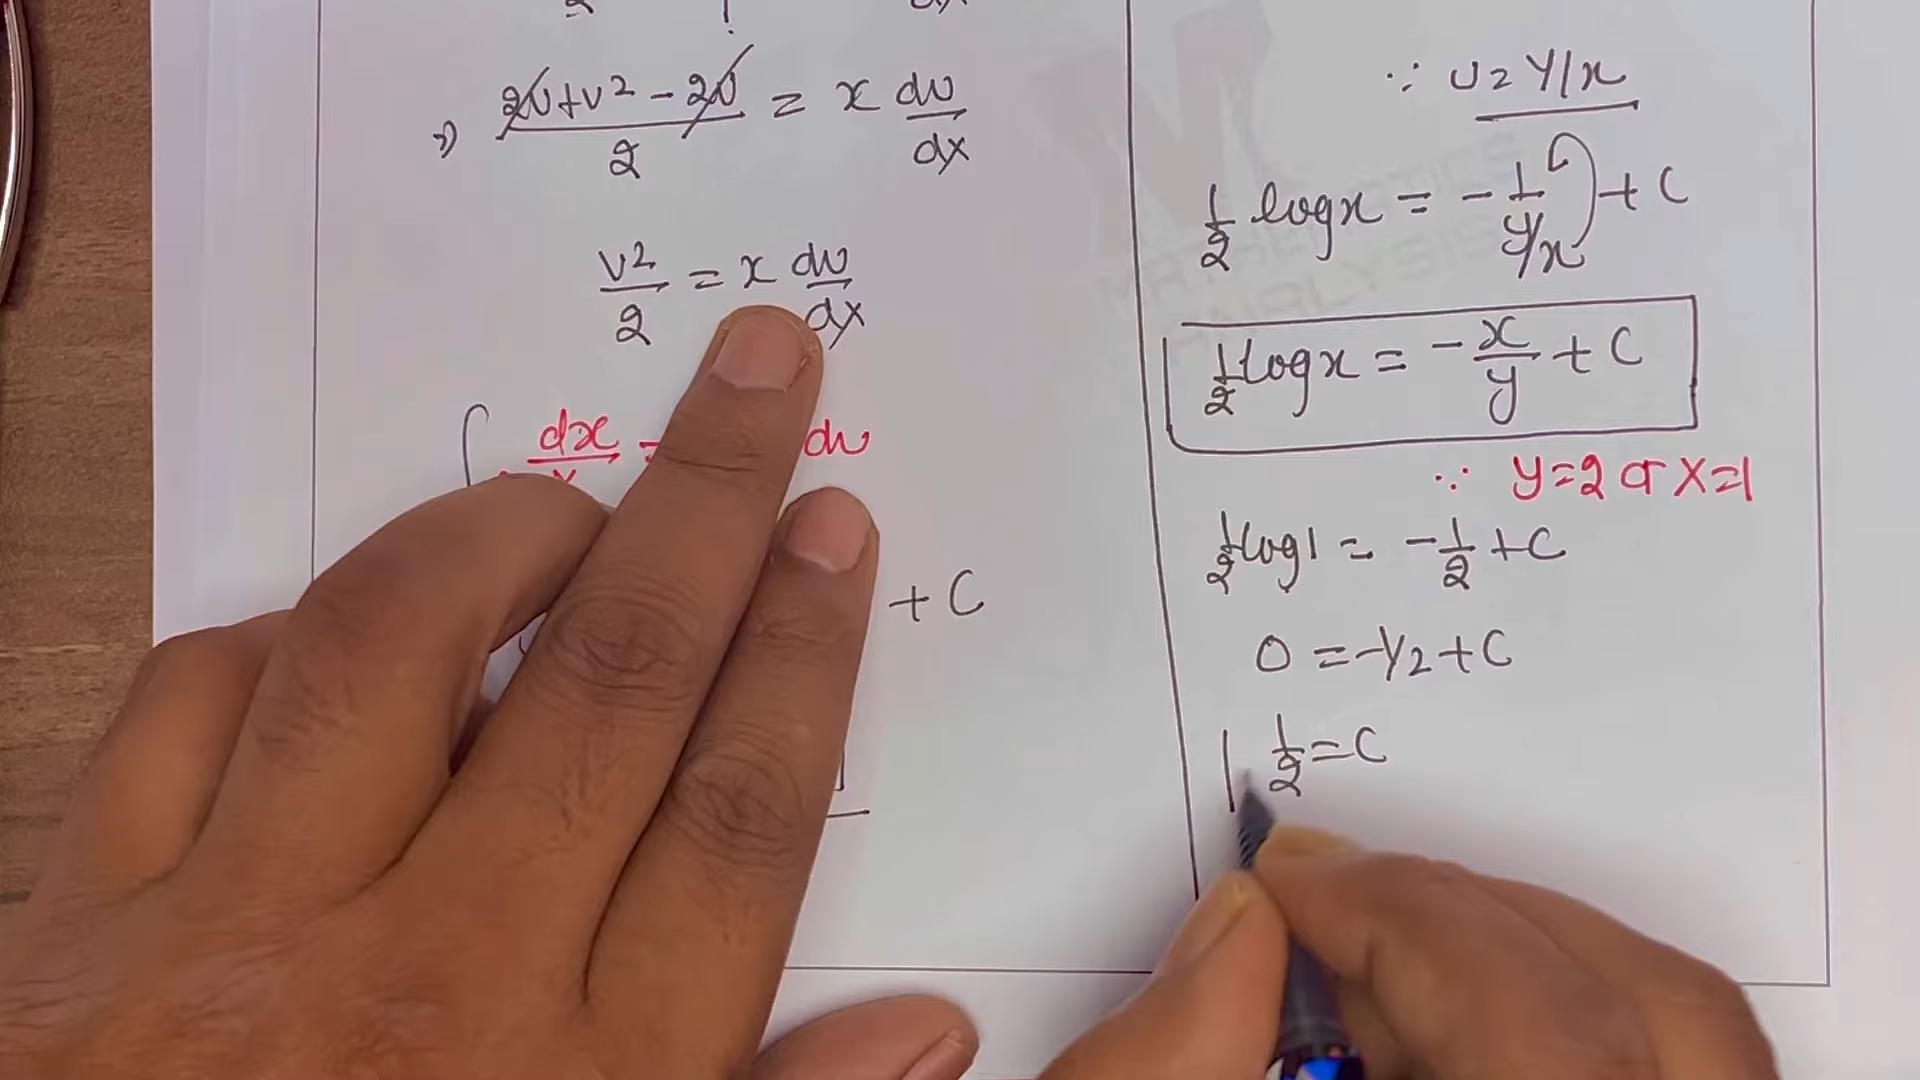 ⇒ 2v+v² - 2v / 2 = x dv/dx
v²/2 = x dv/dx
∫ dx/x = dv
+ C
∵ v = y/x
1/2 log x = - 1/(y/x) + C
1/2 log x = - x/y + C
∵ y=2 at x=1
1/2 log 1 = - 1/2 + C
0 = -1/2 + C
1/2 = C